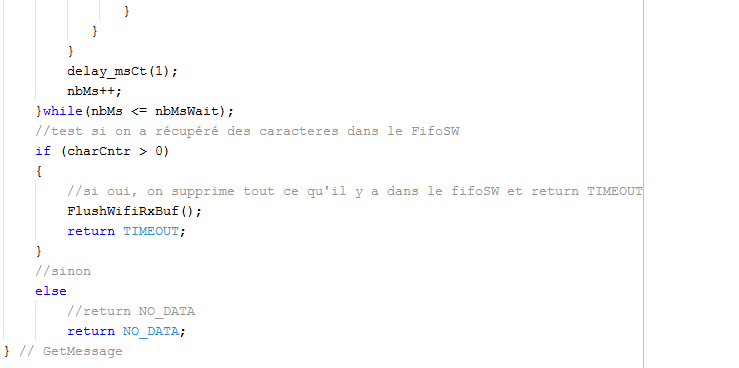 }
}
}
delay_msCt(1);
nbMs++;
}while(nbMs <= nbMsWait);
//test si on a récupéré des caracteres dans le FifoSW
if (charCntr > 0)
{
//si oui, on supprime tout ce qu'il y a dans le fifoSW et return TIMEOUT
FlushWifiRxBuf();
return TIMEOUT;
}
//sinon
else
//return NO_DATA
return NO_DATA;
} // GetMessage